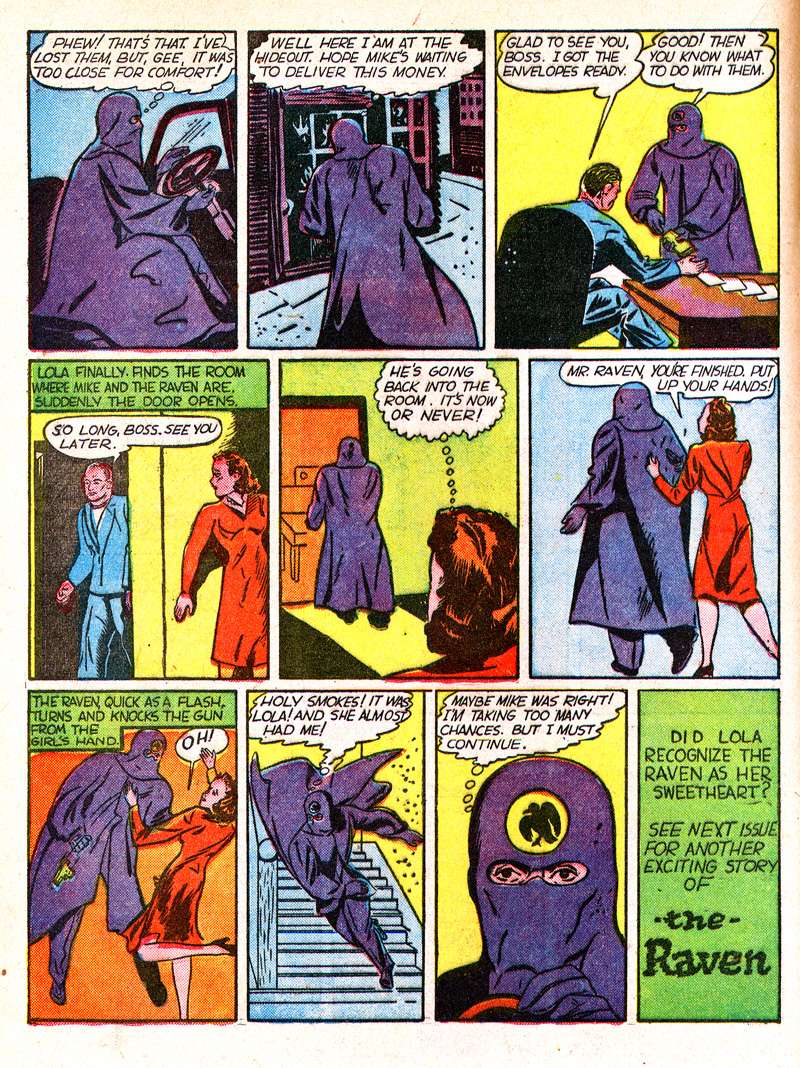 PHEW! THAT'S THAT. I'VE
LOST THEM, BUT, GEE, IT WAS
TOO CLOSE FOR COMFORT!
WELL HERE I AM AT THE
HIDEOUT. HOPE MIKE'S WAITING
TO DELIVER THIS MONEY.
GLAD TO SEE YOU,
BOSS. I GOT THE
ENVELOPES READY.
GOOD! THEN
YOU KNOW WHAT
TO DO WITH THEM.
LOLA FINALLY FINDS THE ROOM
WHERE MIKE AND THE RAVEN ARE,
SUDDENLY THE DOOR OPENS.
SO LONG, BOSS. SEE YOU
LATER.
HE'S GOING
BACK INTO THE
ROOM. IT'S NOW
OR NEVER!
MR. RAVEN, YOU'RE FINISHED. PUT
UP YOUR HANDS!
THE RAVEN, QUICK AS A FLASH,
TURNS AND KNOCKS THE GUN
FROM THE
GIRL'S HAND.
OH!
HOLY SMOKES! IT WAS
LOLA! AND SHE ALMOST
HAD ME!
MAYBE MIKE WAS RIGHT!
I'M TAKING TOO MANY
CHANCES. BUT I MUST
CONTINUE.
DID LOLA
RECOGNIZE THE
RAVEN AS HER
SWEETHEART?
SEE NEXT ISSUE
FOR ANOTHER
EXCITING STORY
OF
-the-
Raven